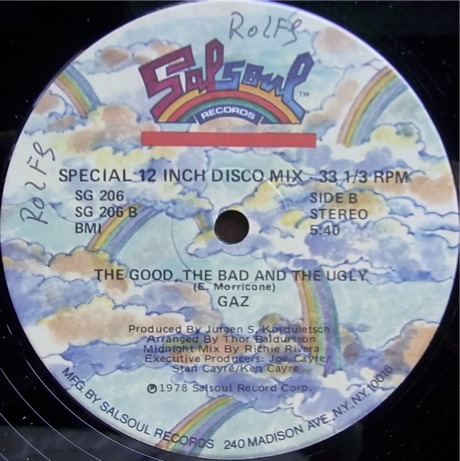 ROLFS
Salsoul
TM
RECORDS
ROLFS
SPECIAL 12 INCH DISCO MIX - 33 1/3 RPM
SG 206
SG 206 B
BMI
SIDE B
STEREO
5:40
THE GOOD, THE BAD AND THE UGLY
(E. Morricone)
GAZ
Produced By Jurgen S. Korduletsch
Arranged By Thor Baldursson
Midnight Mix By Richie Rivera
Executive Producers: Joe Cayre/
Stan Cayre/Ken Cayre
℗1978 Salsoul Record Corp.
MFG. BY SALSOUL RECORDS 240 MADISON AVE, NY, NY 10016